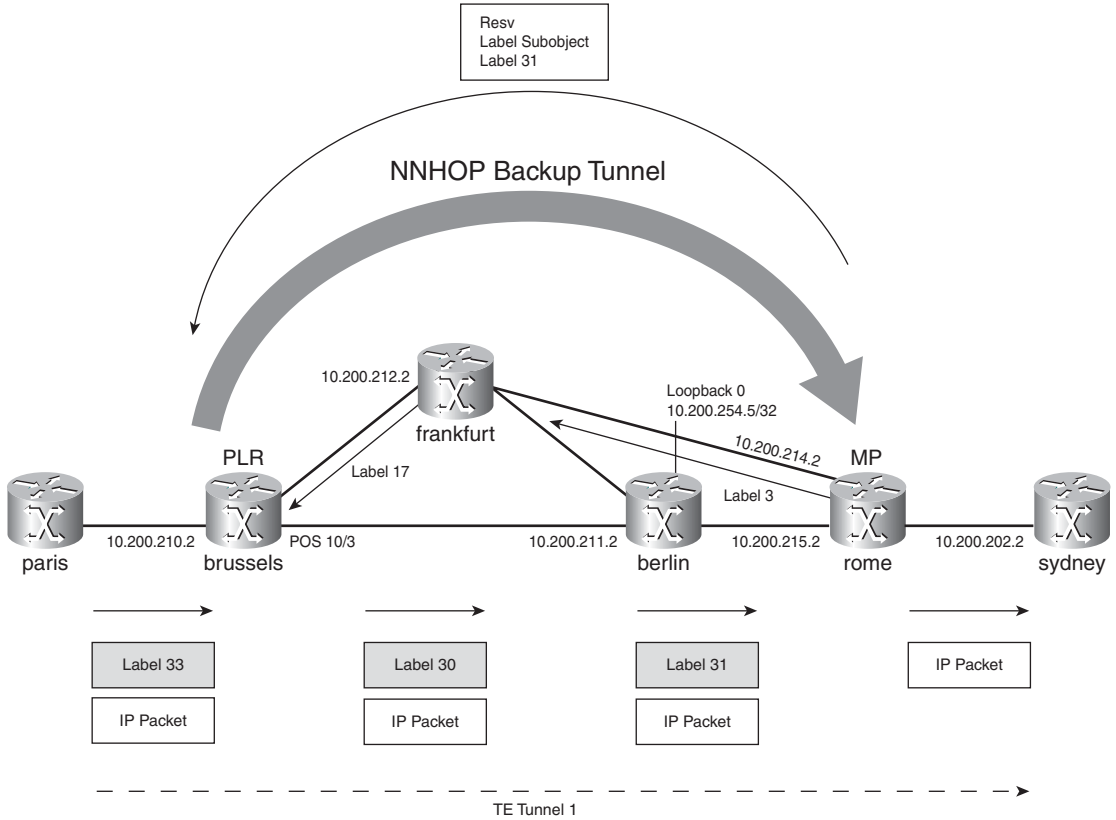 Resv
Label Subobject
Label 31
NNHOP Backup Tunnel
10.200.212.2
frankfurt
Loopback 0
10.200.254.5/32
10.200.214.2
PLR
Label 17
MP
Label 3
10.200.210.2
POS 10/3
10.200.211.2
10.200.215.2
10.200.202.2
paris
brussels
berlin
rome
sydney
Label 33
IP Packet
Label 30
IP Packet
Label 31
IP Packet
IP Packet
TE Tunnel 1